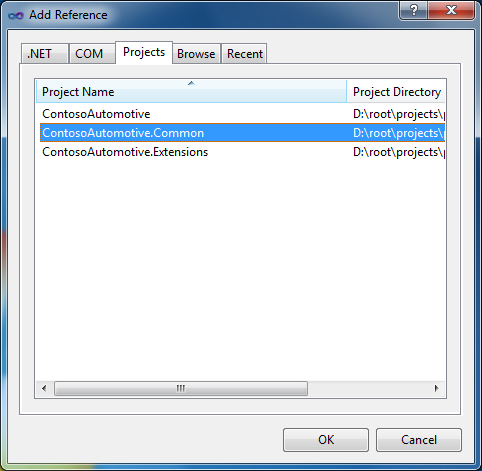 Add Reference
.NET COM Projects Browse Recent
Project Name Project Directory
ContosoAutomotive D:\root\projects\
ContosoAutomotive.Common D:\root\projects\
ContosoAutomotive.Extensions D:\root\projects\
OK Cancel